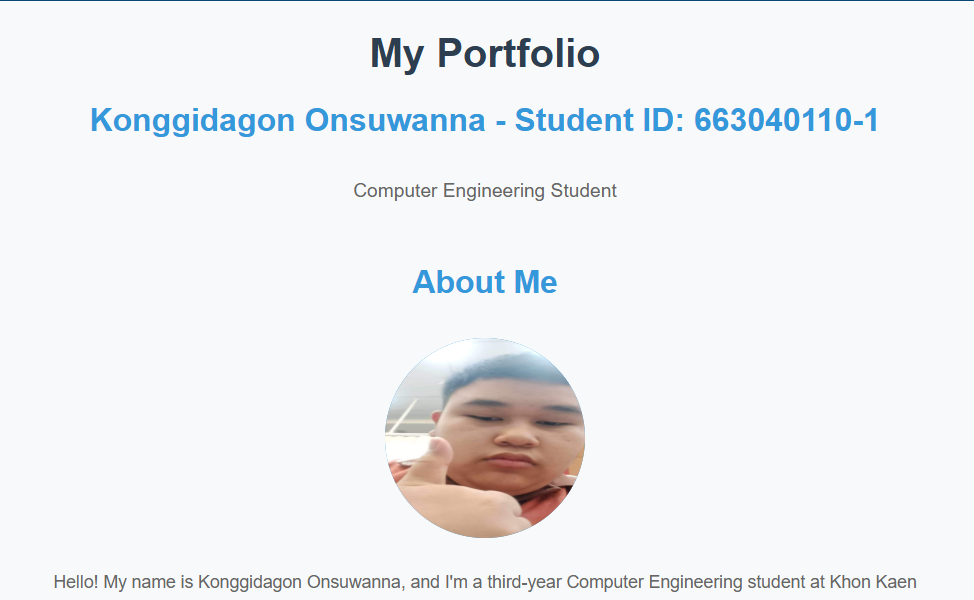 My Portfolio
Konggidagon Onsuwanna - Student ID: 663040110-1
Computer Engineering Student
About Me
Hello! My name is Konggidagon Onsuwanna, and I'm a third-year Computer Engineering student at Khon Kaen